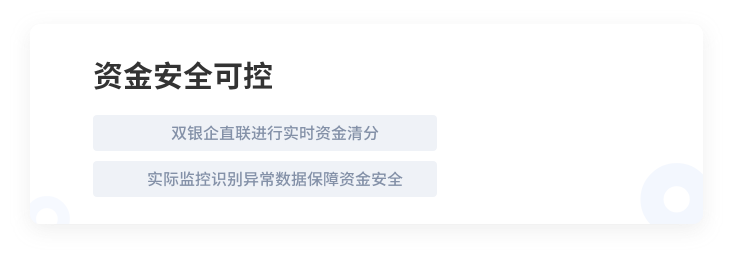 资金安全可控
双银企直联进行实时资金清分
实际监控识别异常数据保障资金安全